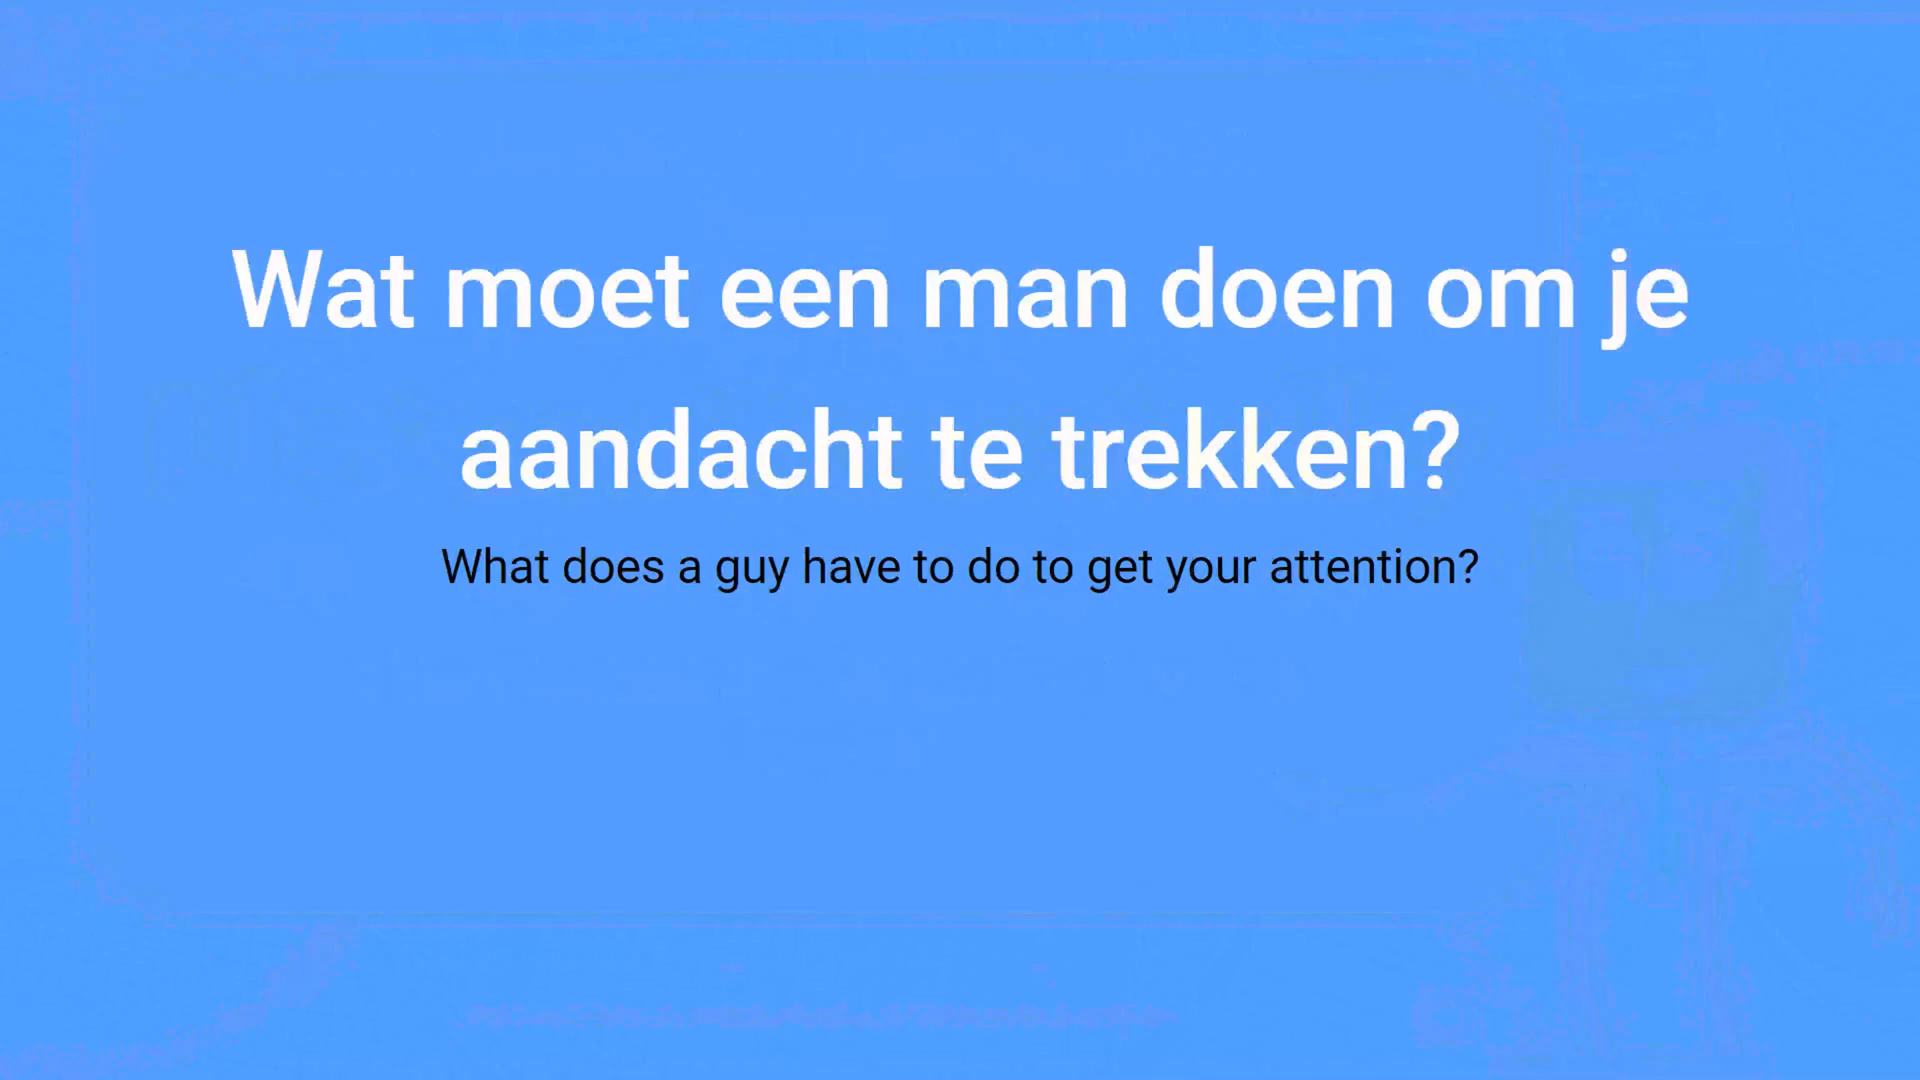 Wat moet een man doen om je
aandacht te trekken?
What does a guy have to do to get your attention?